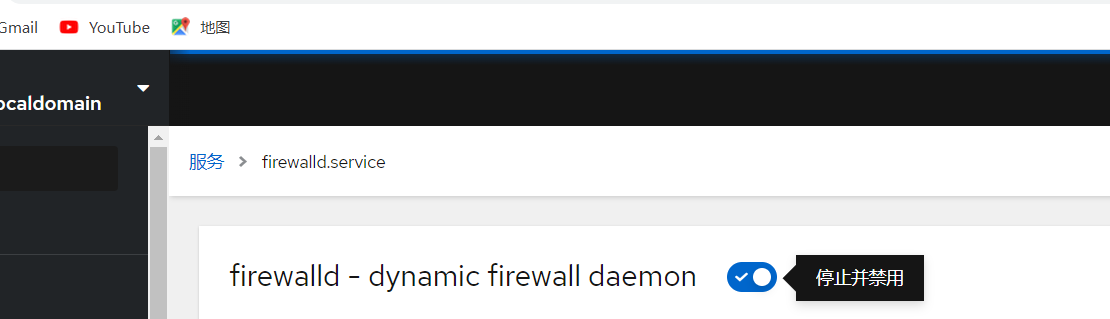 Gmail YouTube 地图
ocaldomain
服务 > firewalld.service
firewalld - dynamic firewall daemon
停止并禁用